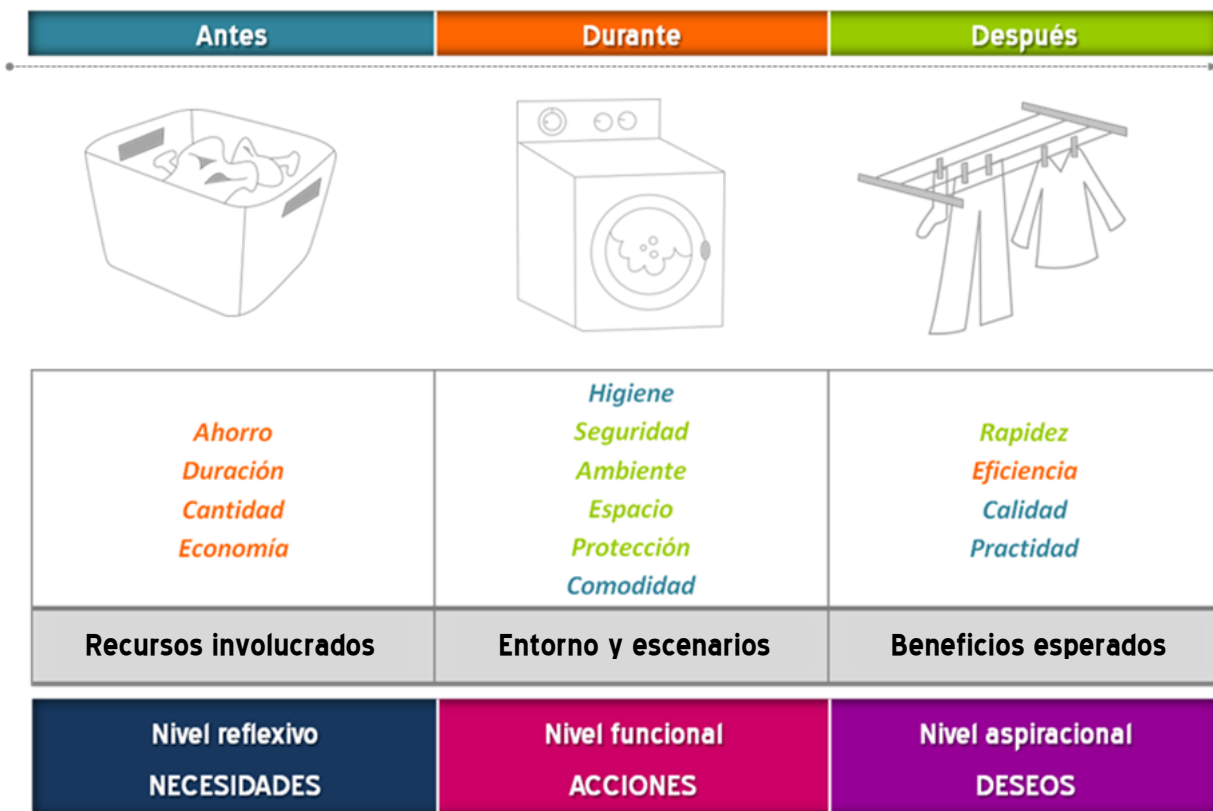 Antes
Durante
Después
Ahorro
Duración
Cantidad
Economía
Higiene
Seguridad
Ambiente
Espacio
Protección
Comodidad
Rapidez
Eficiencia
Calidad
Practidad
Recursos involucrados
Entorno y escenarios
Beneficios esperados
Nivel reflexivo
NECESIDADES
Nivel funcional
ACCIONES
Nivel aspiracional
DESEOS